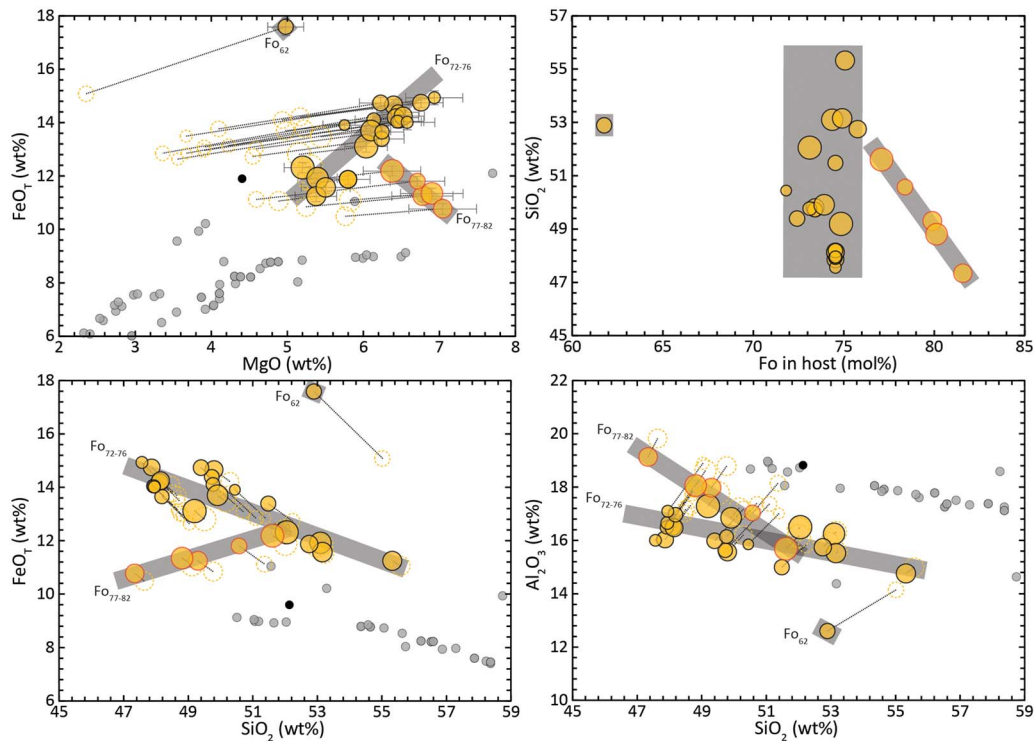 18
16
14
12
10
8
6
FeO_T (wt%)
2 3 4 5 6 7 8
MgO (wt%)
Fo62
Fo72-76
Fo77-82
57
55
53
51
49
47
45
SiO2 (wt%)
60 65 70 75 80 85
Fo in host (mol%)
18
16
14
12
10
8
6
FeO_T (wt%)
45 47 49 51 53 55 57 59
SiO2 (wt%)
Fo62
Fo72-76
Fo77-82
22
20
18
16
14
12
10
Al2O3 (wt%)
45 47 49 51 53 55 57 59
SiO2 (wt%)
Fo77-82
Fo72-76
Fo62